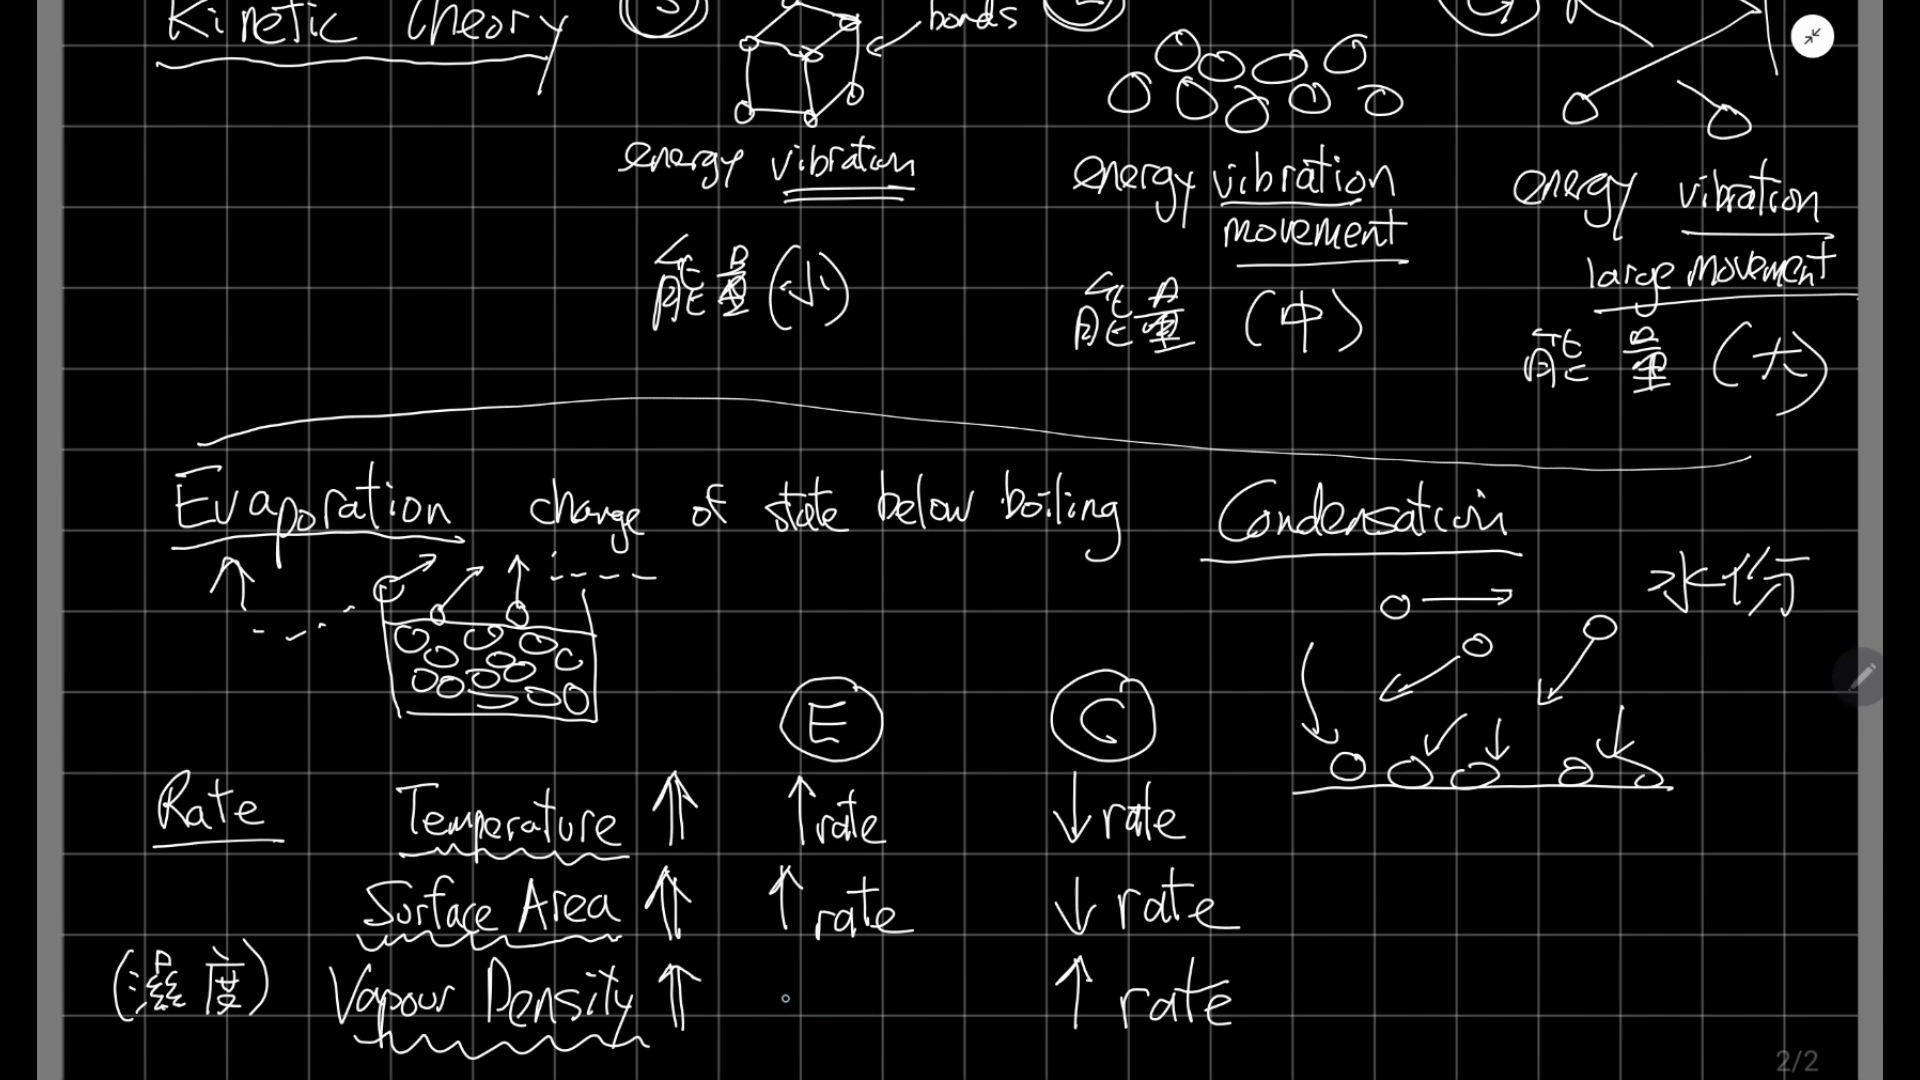 Kinetic theory
S
bonds
L
G
energy vibration
能量(小)
energy vibration
movement
能量 (中)
energy vibration
large movement
能量 (大)
Evaporation change of state below boiling
Condensation
水份
E
C
Rate
Temperature ↑ ↑ rate ↓ rate
Surface Area ↑ ↑ rate ↓ rate
(濕度) Vapour Density ↑ ↑ rate
2/2